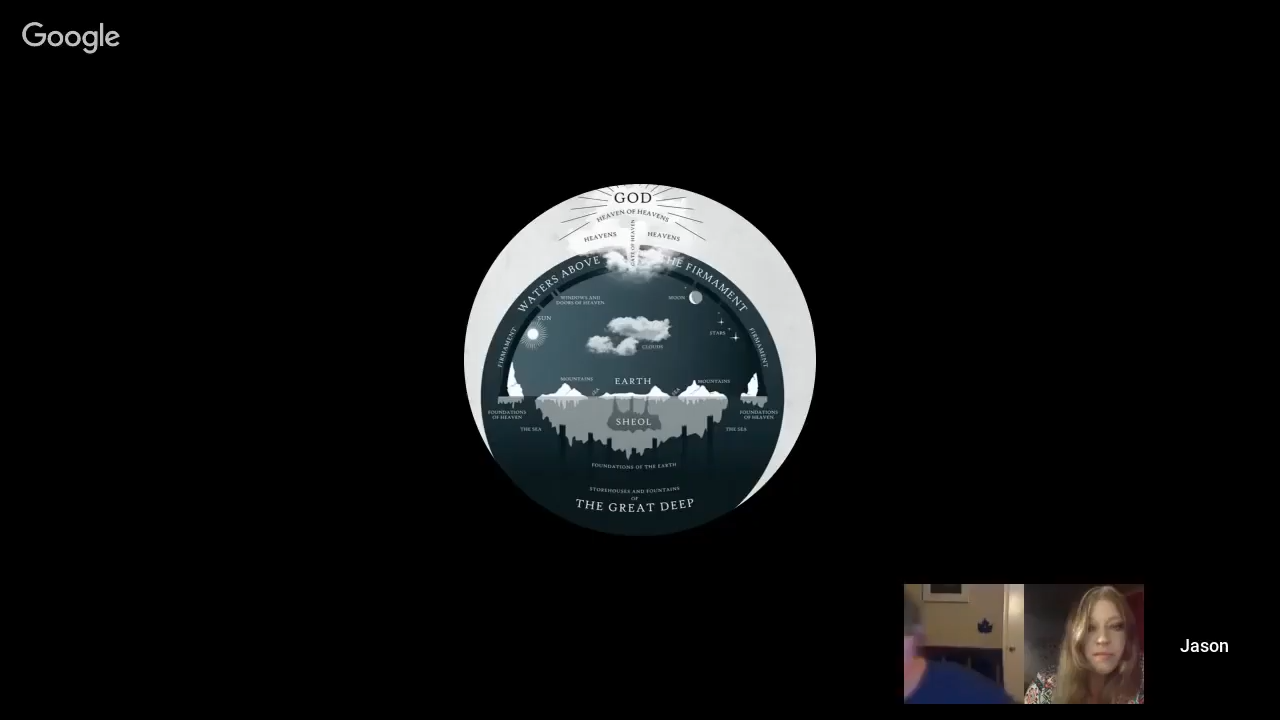 Google
GOD
HEAVEN OF HEAVENS
HEAVENS
HEAVENS
GATE OF HEAVEN
WATERS ABOVE
THE FIRMAMENT
WINDOWS AND
DOORS OF HEAVEN
MOON
SUN
STARS
FIRMAMENT
FIRMAMENT
CLOUDS
MOUNTAINS
EARTH
MOUNTAINS
SEA
SEA
FOUNDATIONS
OF HEAVEN
FOUNDATIONS
OF HEAVEN
SHEOL
THE SEA
THE SEA
FOUNDATIONS OF THE EARTH
STOREHOUSES AND FOUNTAINS
OF
THE GREAT DEEP
Jason